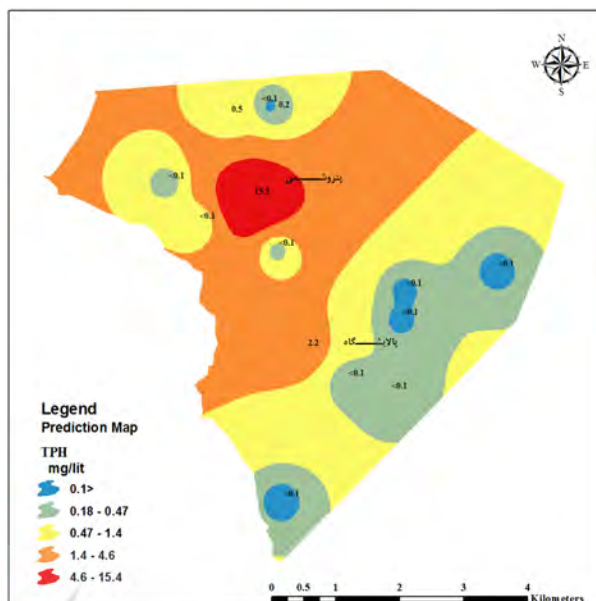 N
W E
S
<0.1
0.5 0.2
<0.1
پتروشیمی
15.3
<0.1
<0.1
<0.1
<0.1
<0.1
2.2 پالایشگاه
<0.1
<0.1
<0.1
Legend
Prediction Map
TPH
mg/lit
0.1>
0.18 - 0.47
0.47 - 1.4
1.4 - 4.6
4.6 - 15.4
0 0.5 1 2 3 4
Kilometers